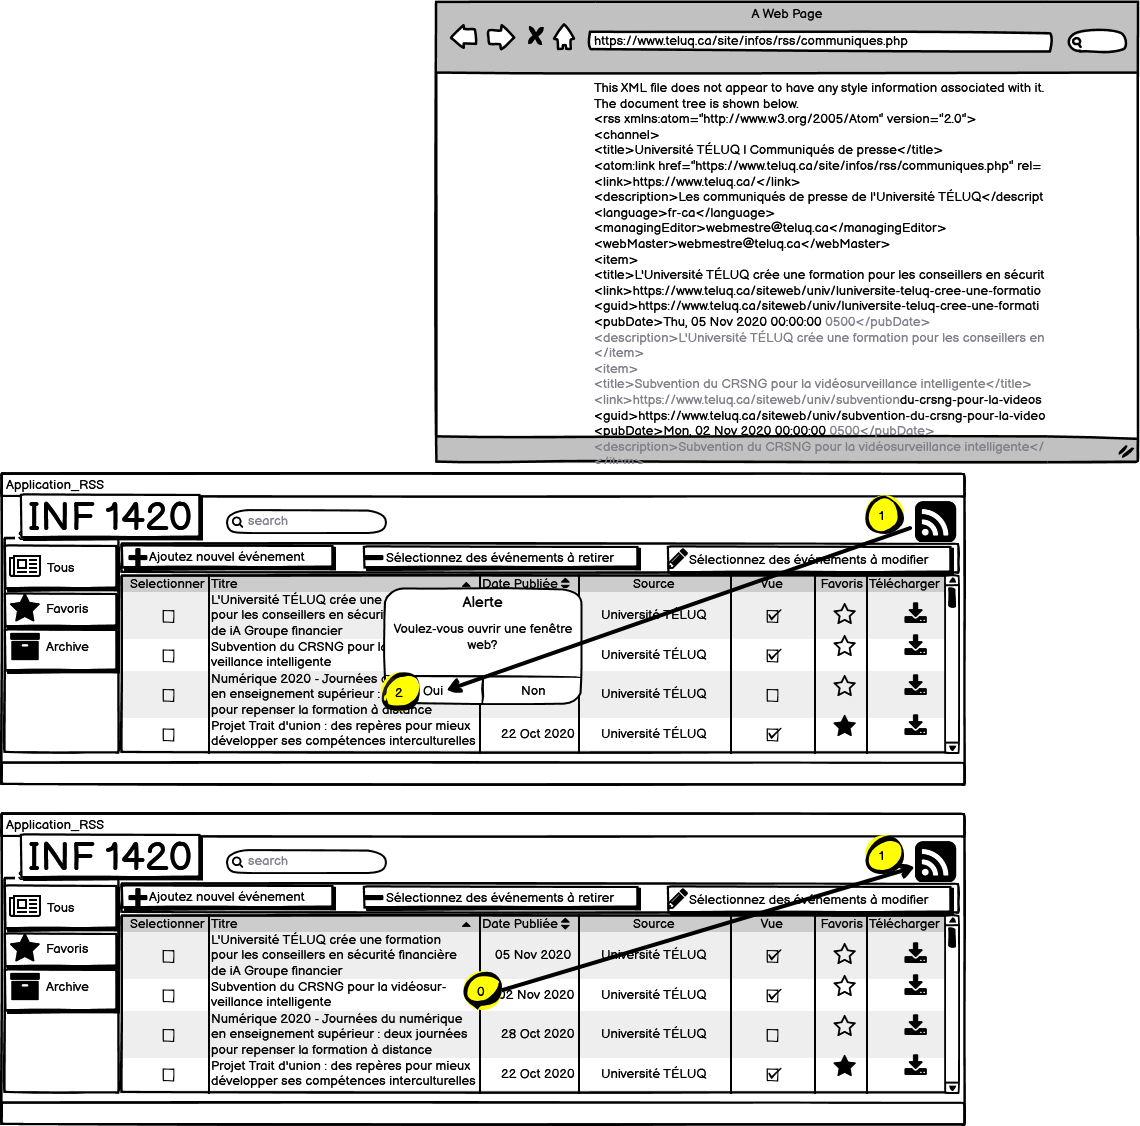 A Web Page
https://www.teluq.ca/site/infos/rss/communiques.php
This XML file does not appear to have any style information associated with it.
The document tree is shown below.
<rss xmlns:atom="http://www.w3.org/2005/Atom" version="2.0">
<channel>
<title>Université TÉLUQ | Communiqués de presse</title>
<atom:link href="https://www.teluq.ca/site/infos/rss/communiques.php" rel=
<link>https://www.teluq.ca/</link>
<description>Les communiqués de presse de l'Université TÉLUQ</descript
<language>fr-ca</language>
<managingEditor>webmestre@teluq.ca</managingEditor>
<webMaster>webmestre@teluq.ca</webMaster>
<item>
<title>L'Université TÉLUQ crée une formation pour les conseillers en sécurit
<link>https://www.teluq.ca/siteweb/univ/luniversite-teluq-cree-une-formatio
<guid>https://www.teluq.ca/siteweb/univ/luniversite-teluq-cree-une-formati
<pubDate>Thu, 05 Nov 2020 00:00:00 0500</pubDate>
<description>L'Université TÉLUQ crée une formation pour les conseillers en
</item>
<item>
<title>Subvention du CRSNG pour la vidéosurveillance intelligente</title>
<link>https://www.teluq.ca/siteweb/univ/subventiondu-crsng-pour-la-videos
<guid>https://www.teluq.ca/siteweb/univ/subvention-du-crsng-pour-la-video
<pubDate>Mon, 02 Nov 2020 00:00:00 0500</pubDate>
<description>Subvention du CRSNG pour la vidéosurveillance intelligente</
</item>
Application_RSS
INF 1420
search
1
Ajoutez nouvel événement
Sélectionnez des événements à retirer
Sélectionnez des événements à modifier
Tous
Favoris
Archive
Selectionner Titre Date Publiée Source Vue Favoris Télécharger
L'Université TÉLUQ crée une
pour les conseillers en sécuri
de iA Groupe financier
Université TÉLUQ
Subvention du CRSNG pour la
veillance intelligente
Université TÉLUQ
Numérique 2020 - Journées
en enseignement supérieur :
pour repenser la formation à distance
Université TÉLUQ
Projet Trait d'union : des repères pour mieux
développer ses compétences interculturelles
22 Oct 2020
Université TÉLUQ
Alerte
Voulez-vous ouvrir une fenêtre
web?
2
Oui
Non
Application_RSS
INF 1420
search
1
Ajoutez nouvel événement
Sélectionnez des événements à retirer
Sélectionnez des événements à modifier
Tous
Favoris
Archive
Selectionner Titre Date Publiée Source Vue Favoris Télécharger
L'Université TÉLUQ crée une formation
pour les conseillers en sécurité financière
de iA Groupe financier
05 Nov 2020
Université TÉLUQ
Subvention du CRSNG pour la vidéosur-
veillance intelligente
0
02 Nov 2020
Université TÉLUQ
Numérique 2020 - Journées du numérique
en enseignement supérieur : deux journées
pour repenser la formation à distance
28 Oct 2020
Université TÉLUQ
Projet Trait d'union : des repères pour mieux
développer ses compétences interculturelles
22 Oct 2020
Université TÉLUQ